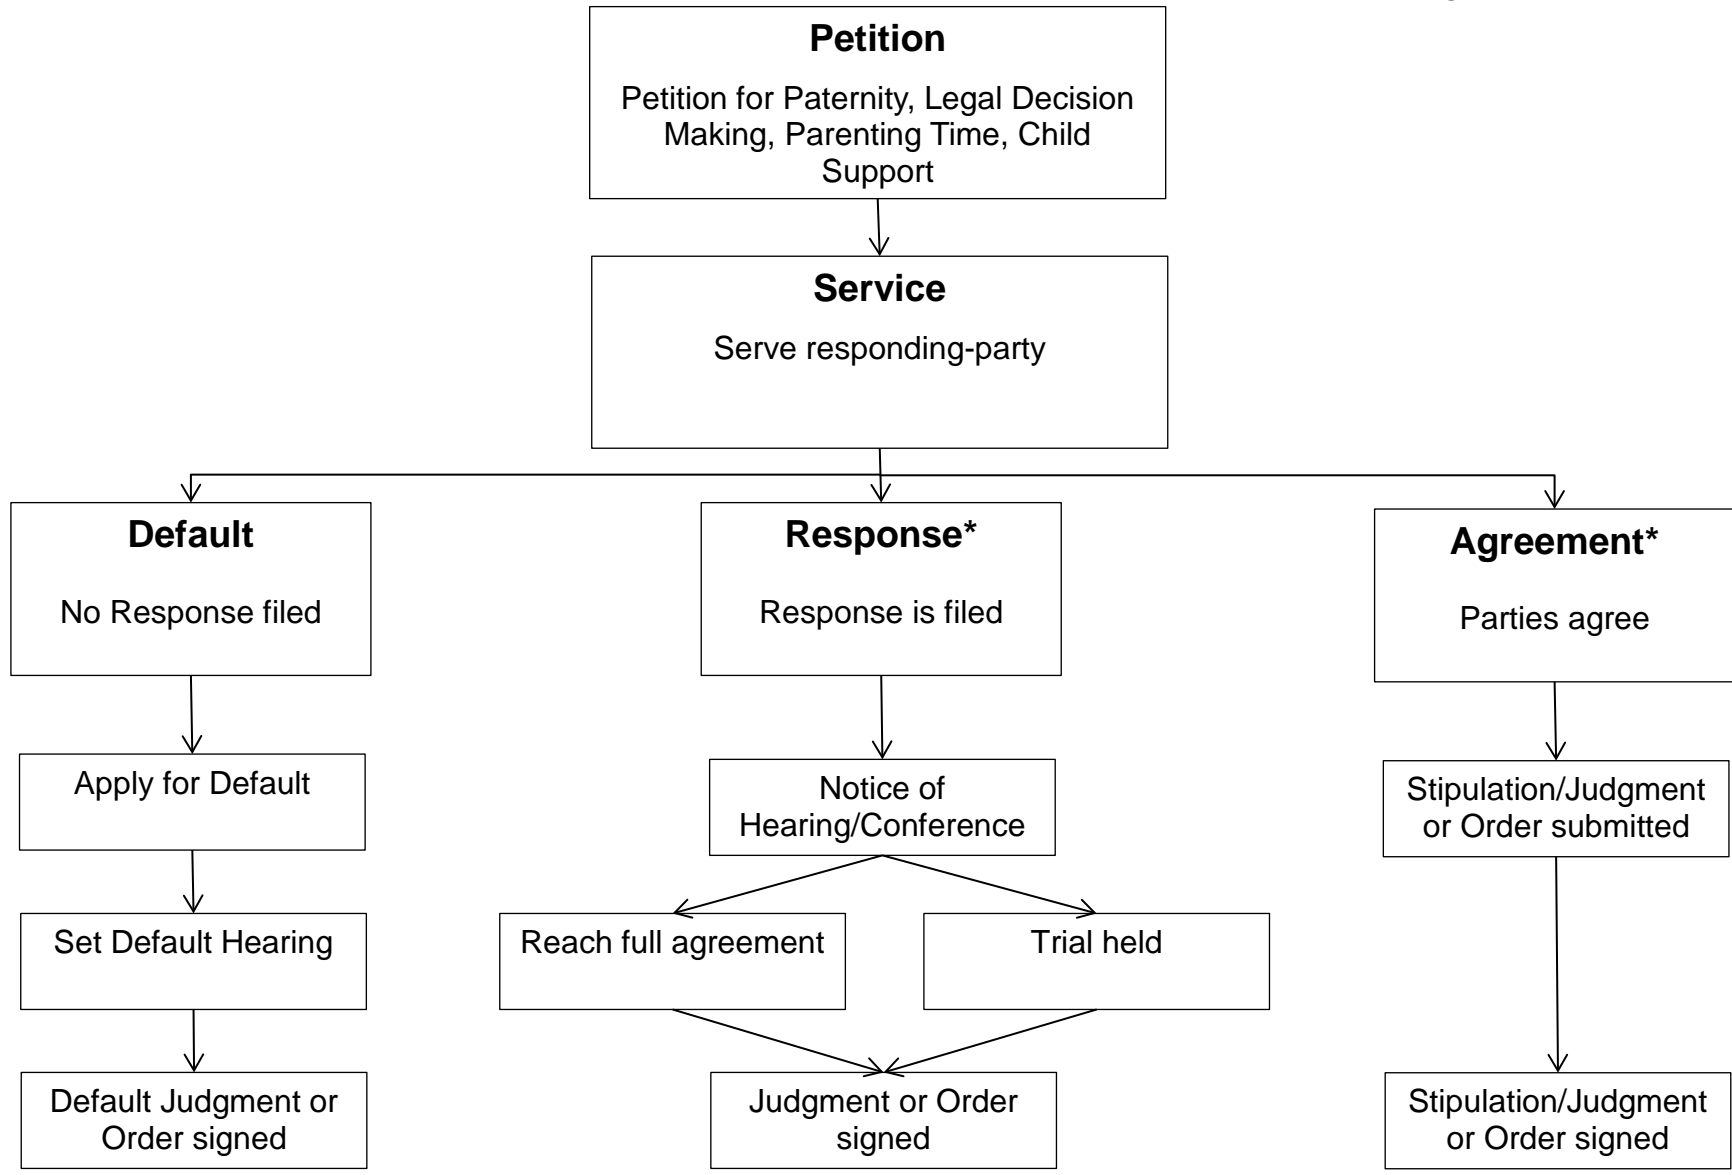 Petition
Petition for Paternity, Legal Decision
Making, Parenting Time, Child
Support
Service
Serve responding-party
Default
No Response filed
Response*
Response is filed
Agreement*
Parties agree
Apply for Default
Notice of
Hearing/Conference
Stipulation/Judgment
or Order submitted
Set Default Hearing
Reach full agreement
Trial held
Default Judgment or
Order signed
Judgment or Order
signed
Stipulation/Judgment
or Order signed